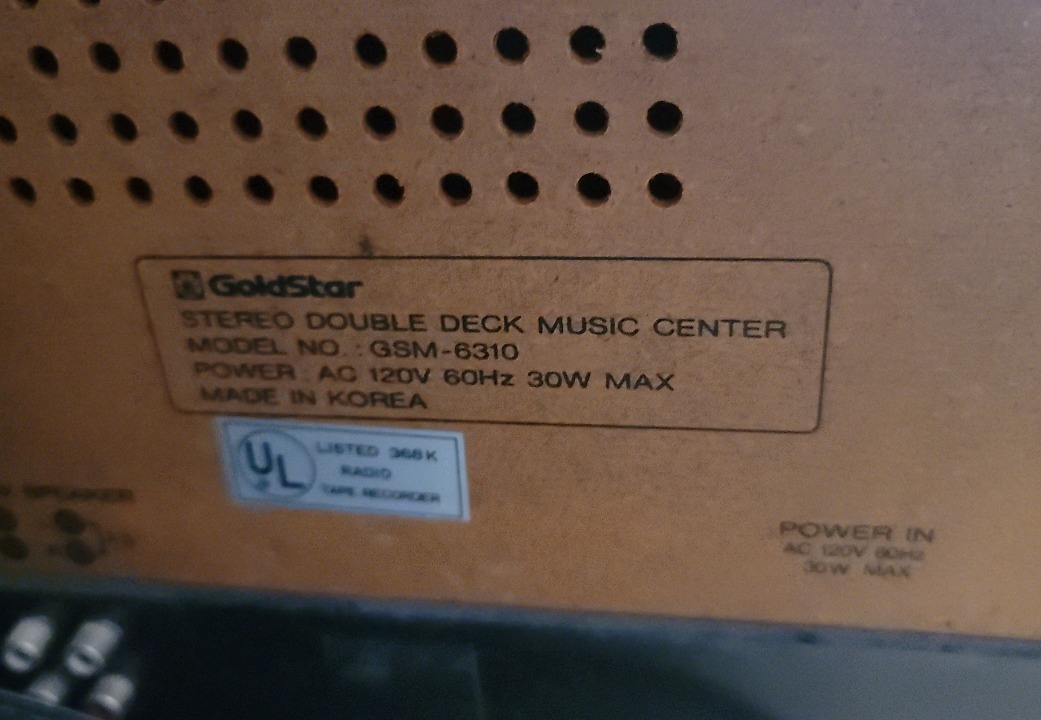 GoldStar
STEREO DOUBLE DECK MUSIC CENTER
MODEL NO. : GSM-6310
POWER : AC 120V 60Hz 30W MAX
MADE IN KOREA
UL
LISTED 368K
RADIO
TAPE RECORDER
SPEAKER
POWER IN
AC 120V 60Hz
30W MAX